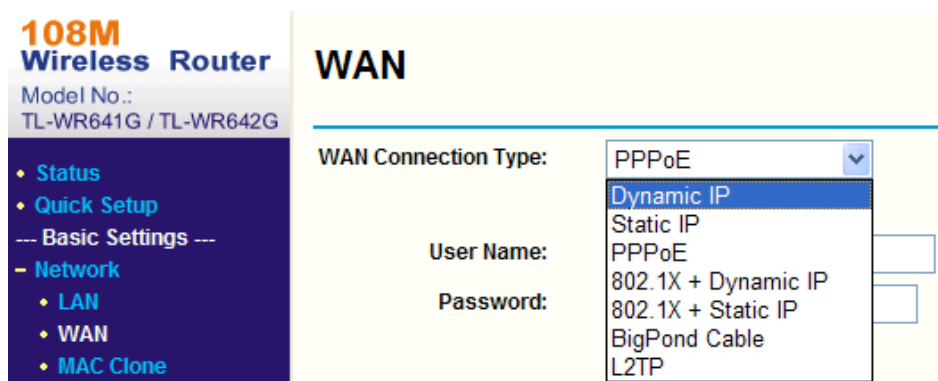 108M
Wireless Router
Model No.:
TL-WR641G / TL-WR642G
• Status
• Quick Setup
--- Basic Settings ---
– Network
• LAN
• WAN
• MAC Clone
WAN
WAN Connection Type: PPPoE
Dynamic IP
Static IP
User Name:
PPPoE
802.1X + Dynamic IP
Password:
802.1X + Static IP
BigPond Cable
L2TP